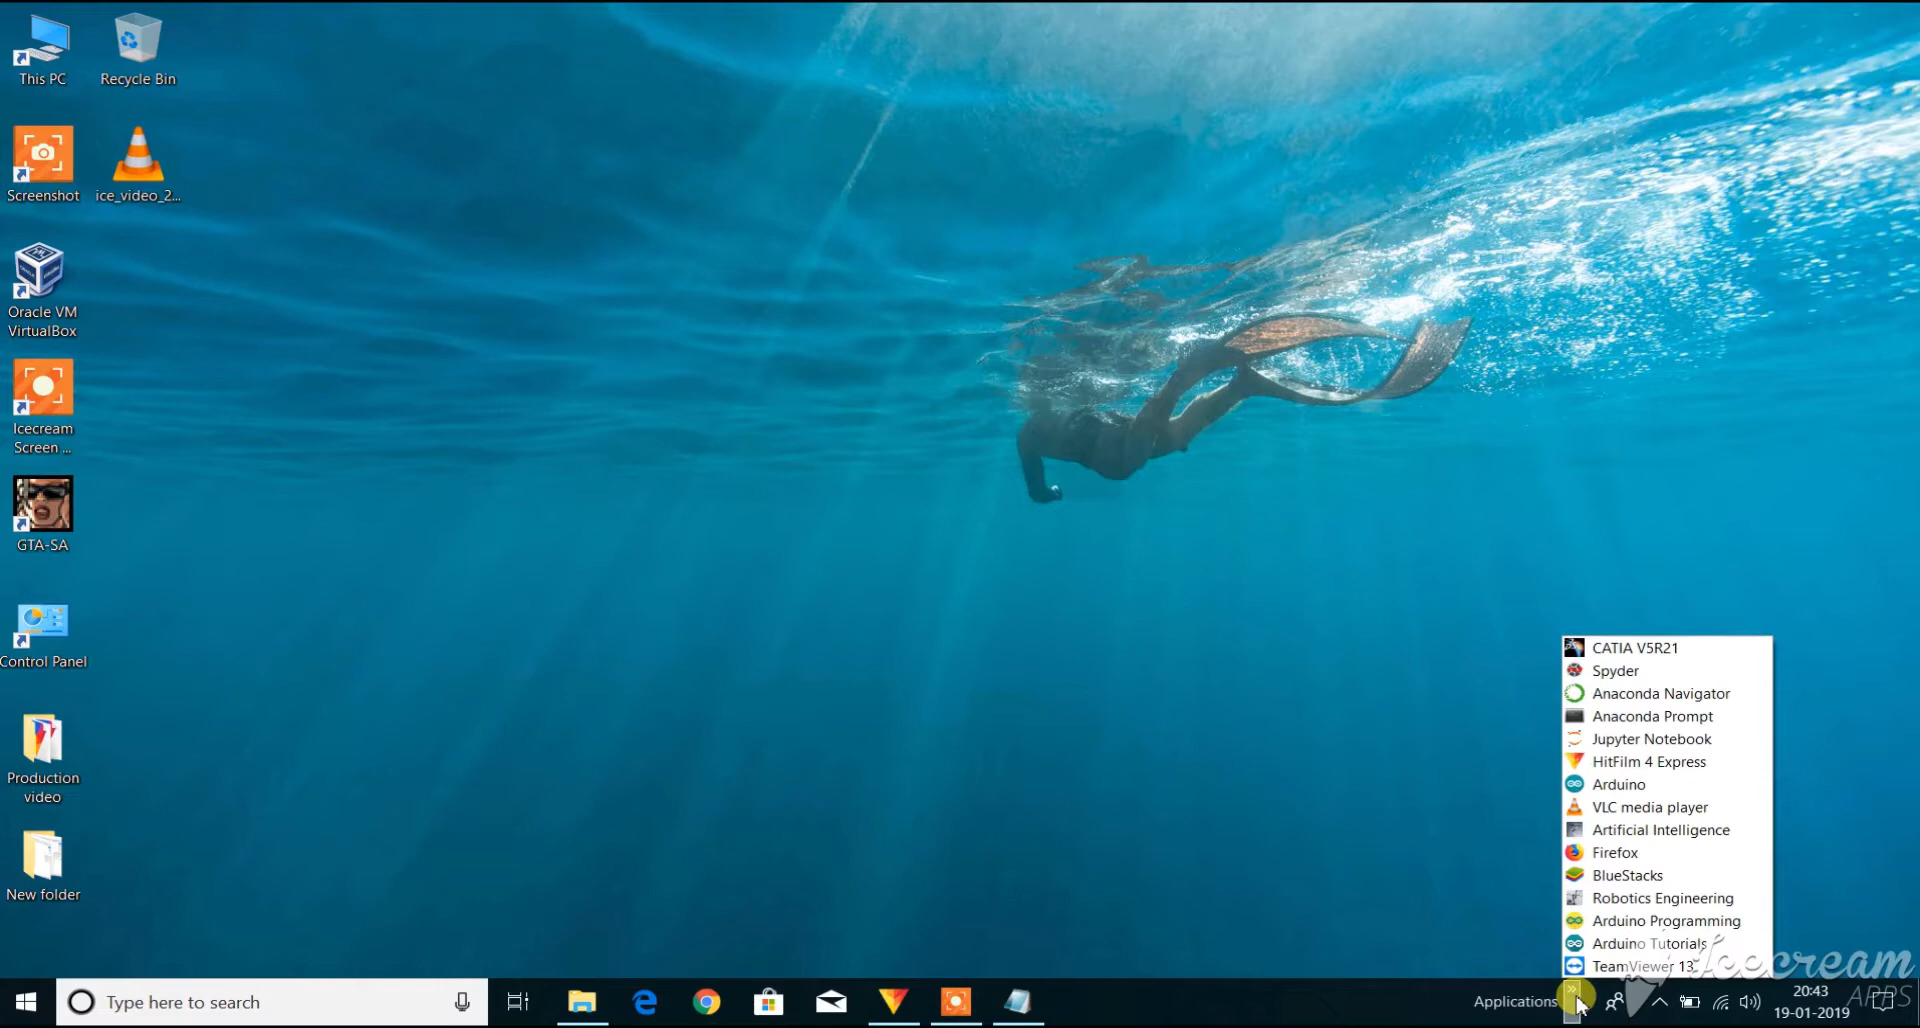 This PC
Recycle Bin
Screenshot
ice_video_2...
Oracle VM
VirtualBox
Icecream
Screen ...
GTA-SA
Control Panel
Production
video
New folder
CATIA V5R21
Spyder
Anaconda Navigator
Anaconda Prompt
Jupyter Notebook
HitFilm 4 Express
Arduino
VLC media player
Artificial Intelligence
Firefox
BlueStacks
Robotics Engineering
Arduino Programming
Arduino Tutorials
TeamViewer 13
Icecream
APPS
Type here to search
Applications
20:43
19-01-2019